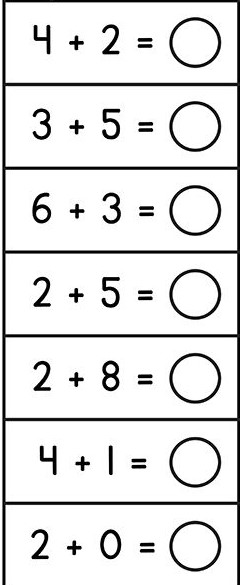 4 + 2 =
3 + 5 =
6 + 3 =
2 + 5 =
2 + 8 =
4 + 1 =
2 + 0 =